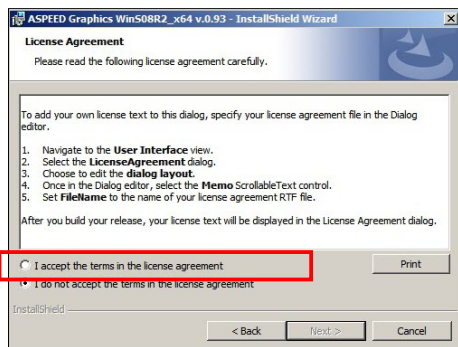 ASPEED Graphics WinS08R2_x64 v.0.93 - InstallShield Wizard
License Agreement
Please read the following license agreement carefully.
To add your own license text to this dialog, specify your license agreement file in the Dialog
editor.
1. Navigate to the User Interface view.
2. Select the LicenseAgreement dialog.
3. Choose to edit the dialog layout.
4. Once in the Dialog editor, select the Memo ScrollableText control.
5. Set FileName to the name of your license agreement RTF file.
After you build your release, your license text will be displayed in the License Agreement dialog.
I accept the terms in the license agreement
Print
I do not accept the terms in the license agreement
InstallShield
< Back
Next >
Cancel